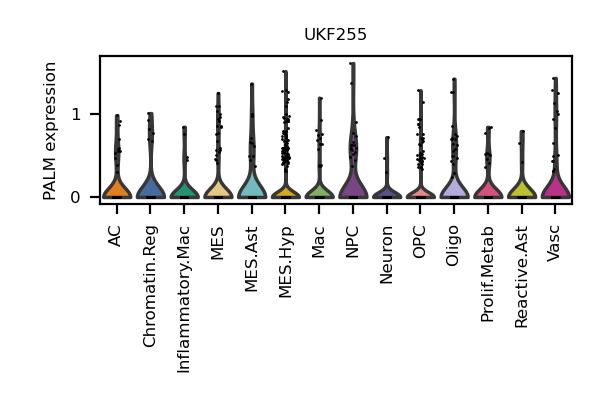 UKF255
PALM expression
1
0
AC
Chromatin.Reg
Inflammatory.Mac
MES
MES.Ast
MES.Hyp
Mac
NPC
Neuron
OPC
Oligo
Prolif.Metab
Reactive.Ast
Vasc